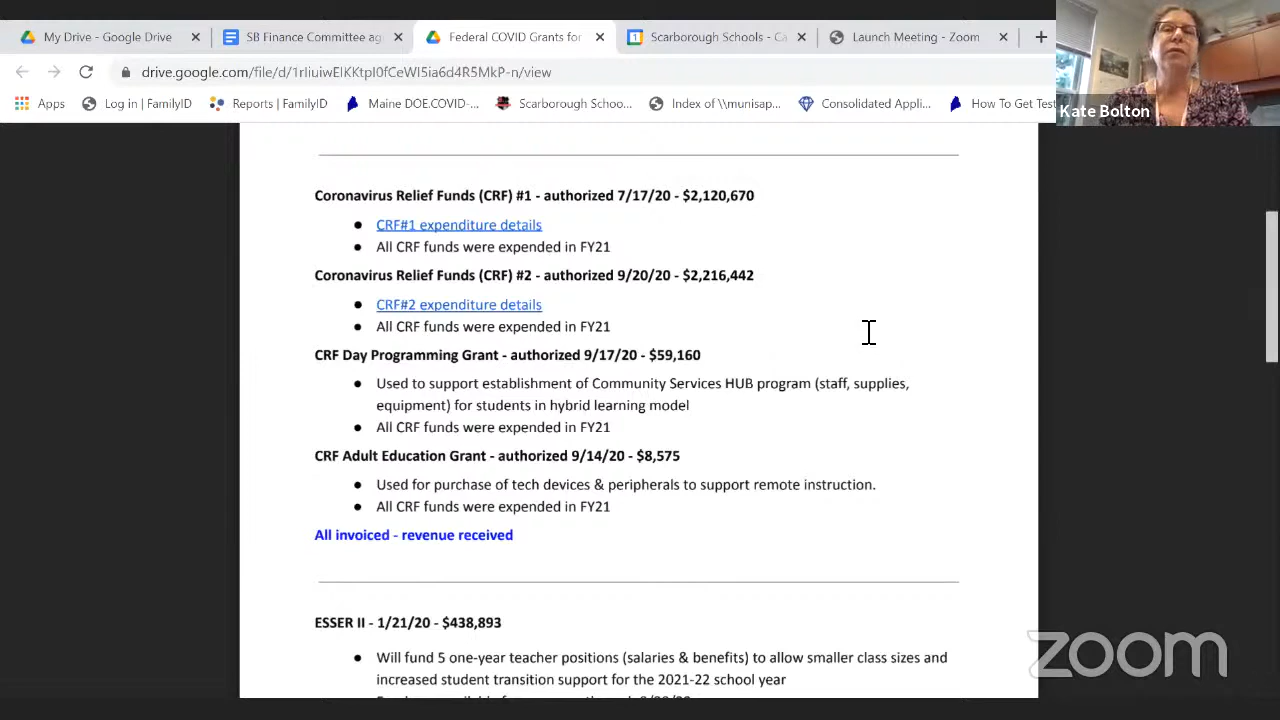 My Drive - Google Drive
SB Finance Committee ag
Federal COVID Grants for
Scarborough Schools - Ca
Launch Meeting - Zoom
Apps
Log in | FamilyID
Reports | FamilyID
Maine DOE.COVID-...
Scarborough Schoo...
Index of \\munisap...
Consolidated Appli...
How To Get Test
Kate Bolton
Coronavirus Relief Funds (CRF) #1 - authorized 7/17/20 - $2,120,670
● CRF#1 expenditure details
● All CRF funds were expended in FY21
Coronavirus Relief Funds (CRF) #2 - authorized 9/20/20 - $2,216,442
● CRF#2 expenditure details
● All CRF funds were expended in FY21
CRF Day Programming Grant - authorized 9/17/20 - $59,160
● Used to support establishment of Community Services HUB program (staff, supplies,
equipment) for students in hybrid learning model
● All CRF funds were expended in FY21
CRF Adult Education Grant - authorized 9/14/20 - $8,575
● Used for purchase of tech devices & peripherals to support remote instruction.
● All CRF funds were expended in FY21
All invoiced - revenue received
ESSER II - 1/21/20 - $438,893
● Will fund 5 one-year teacher positions (salaries & benefits) to allow smaller class sizes and
increased student transition support for the 2021-22 school year
zoom